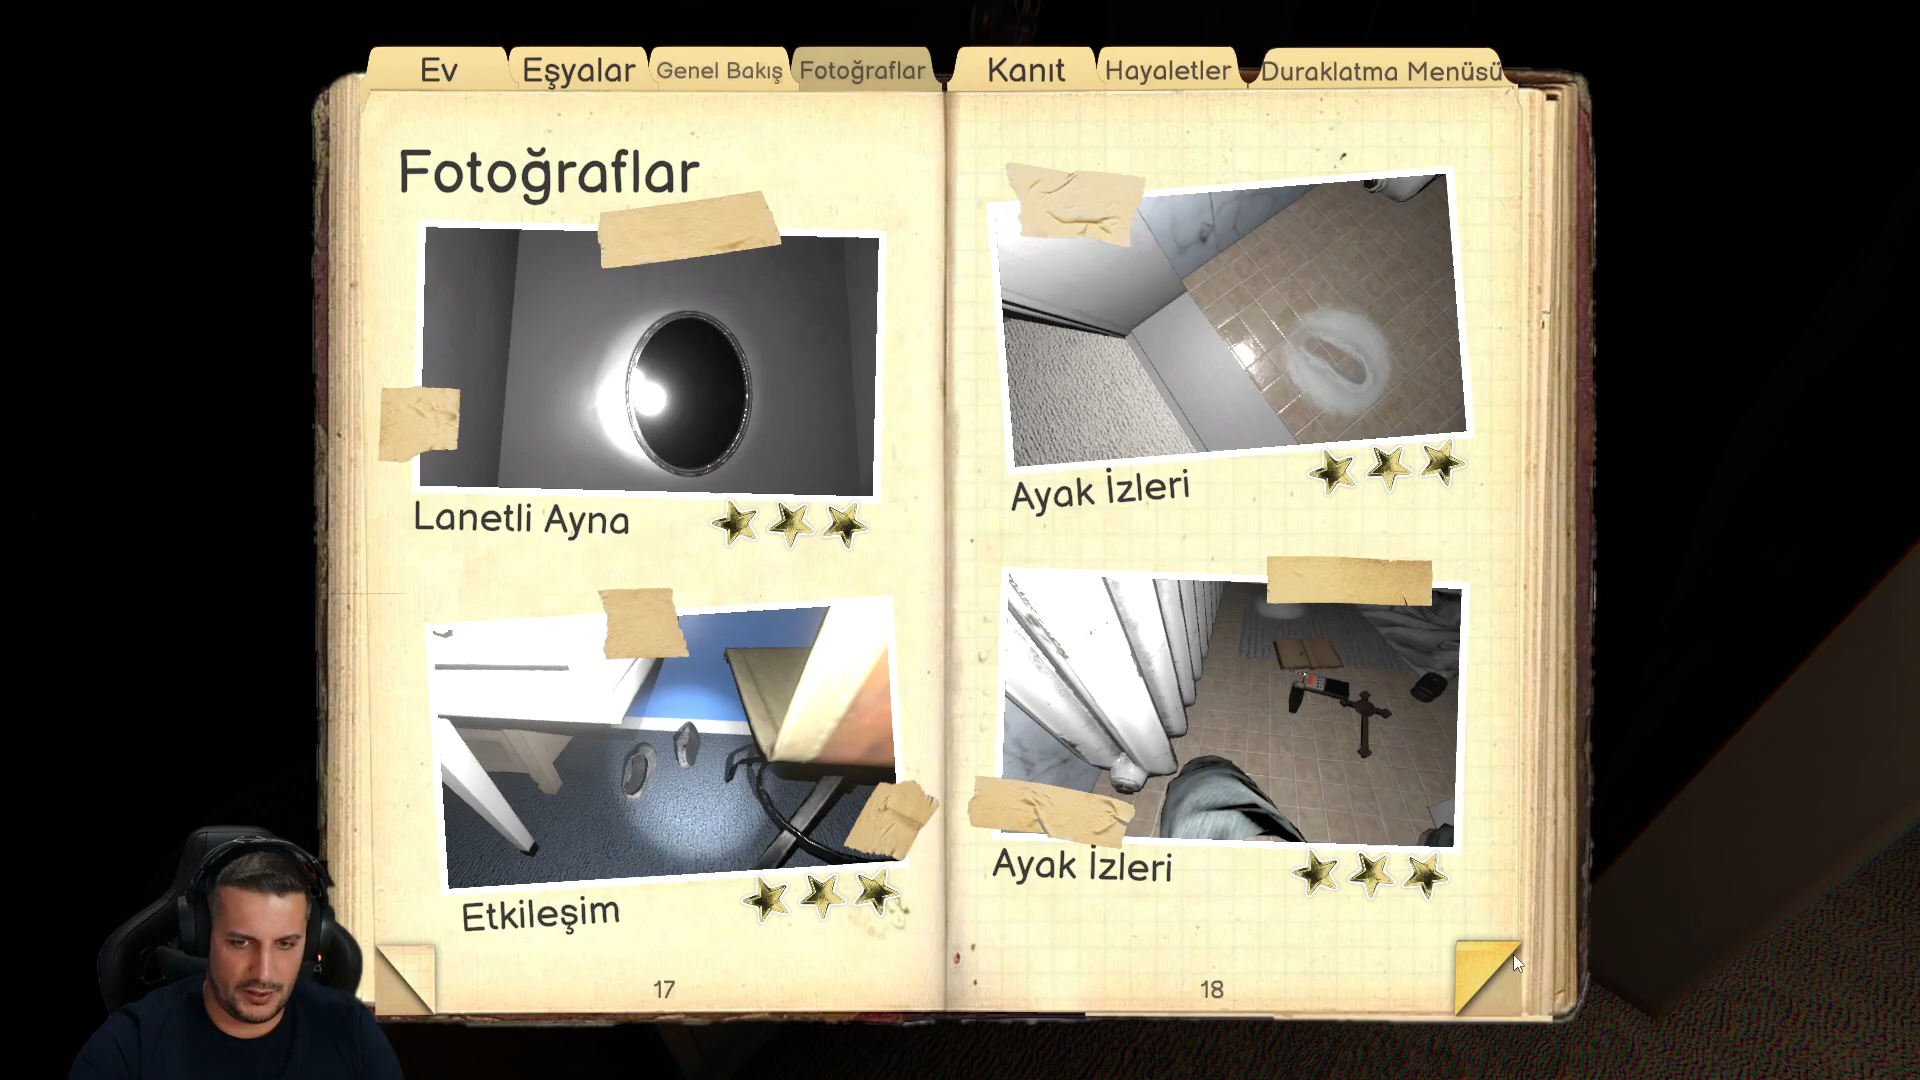 Ev
Eşyalar
Genel Bakış
Fotoğraflar
Kanıt
Hayaletler
Duraklatma Menüsü
Fotoğraflar
Lanetli Ayna
Etkileşim
17
Ayak İzleri
Ayak İzleri
18